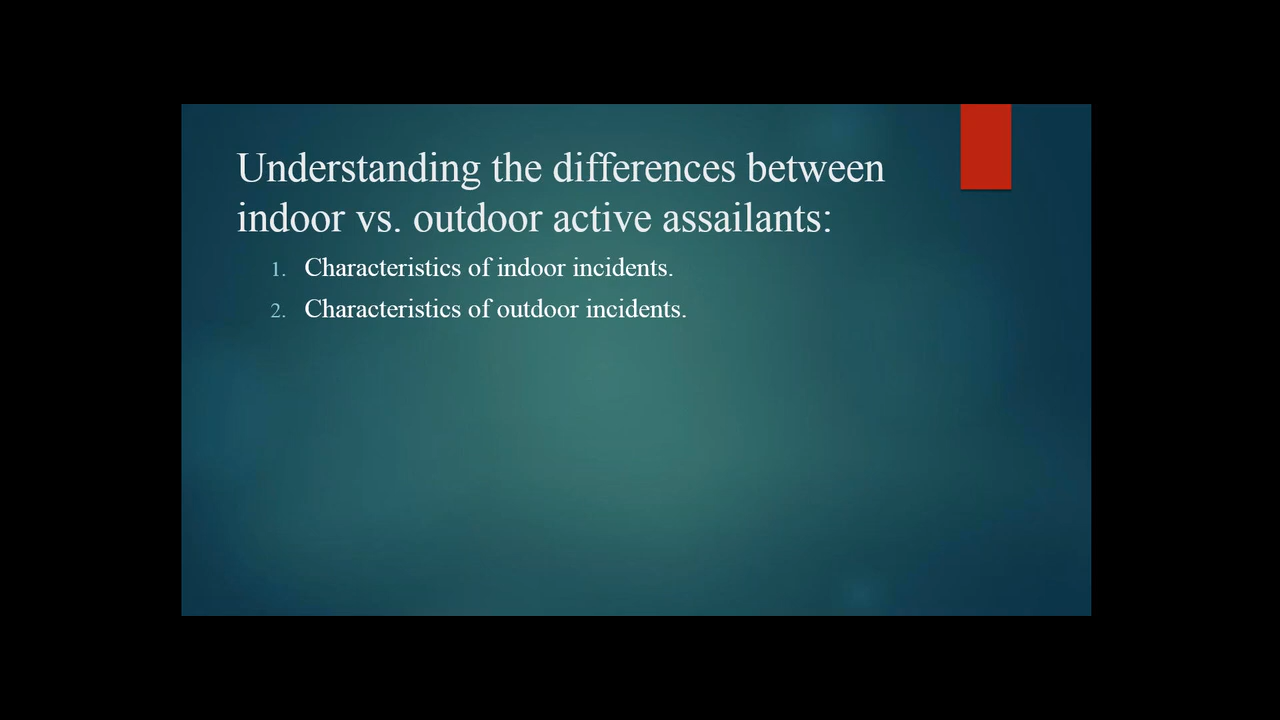 Understanding the differences between
indoor vs. outdoor active assailants:
1. Characteristics of indoor incidents.
2. Characteristics of outdoor incidents.